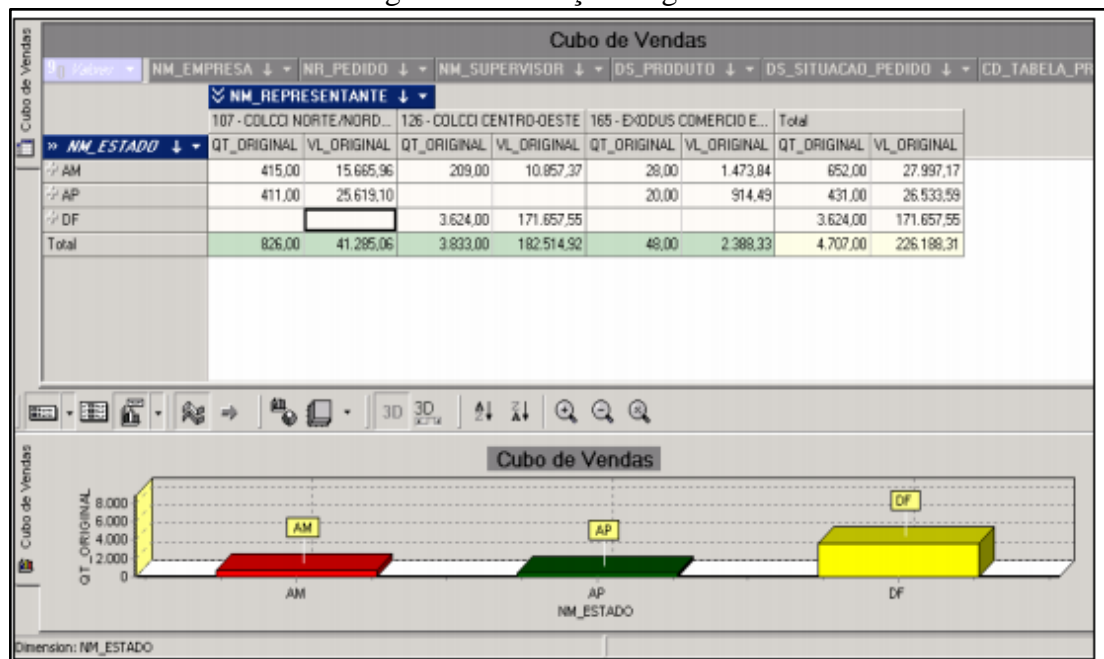 Cubo de Vendas
Cubo de Vendas
NM_EMPRESA NR_PEDIDO NM_SUPERVISOR DS_PRODUTO DS_SITUACAO_PEDIDO CD_TABELA_PR
NM_REPRESENTANTE
107 - COLCCI NORTE/NORD... 126 - COLCCI CENTRO-OESTE 165 - EXODUS COMERCIO E... Total
» NM_ESTADO QT_ORIGINAL VL_ORIGINAL QT_ORIGINAL VL_ORIGINAL QT_ORIGINAL VL_ORIGINAL QT_ORIGINAL VL_ORIGINAL
AM 415,00 15.665,96 209,00 10.857,37 28,00 1.473,84 652,00 27.997,17
AP 411,00 25.619,10 20,00 914,49 431,00 26.533,59
DF 3.624,00 171.657,55 3.624,00 171.657,55
Total 826,00 41.285,06 3.833,00 182.514,92 48,00 2.388,33 4.707,00 226.188,31
3D 3D
Cubo de Vendas
Cubo de Vendas
QT_ORIGINAL
8.000
6.000
4.000
2.000
0
AM AP DF
AM AP DF
NM_ESTADO
Dimension: NM_ESTADO